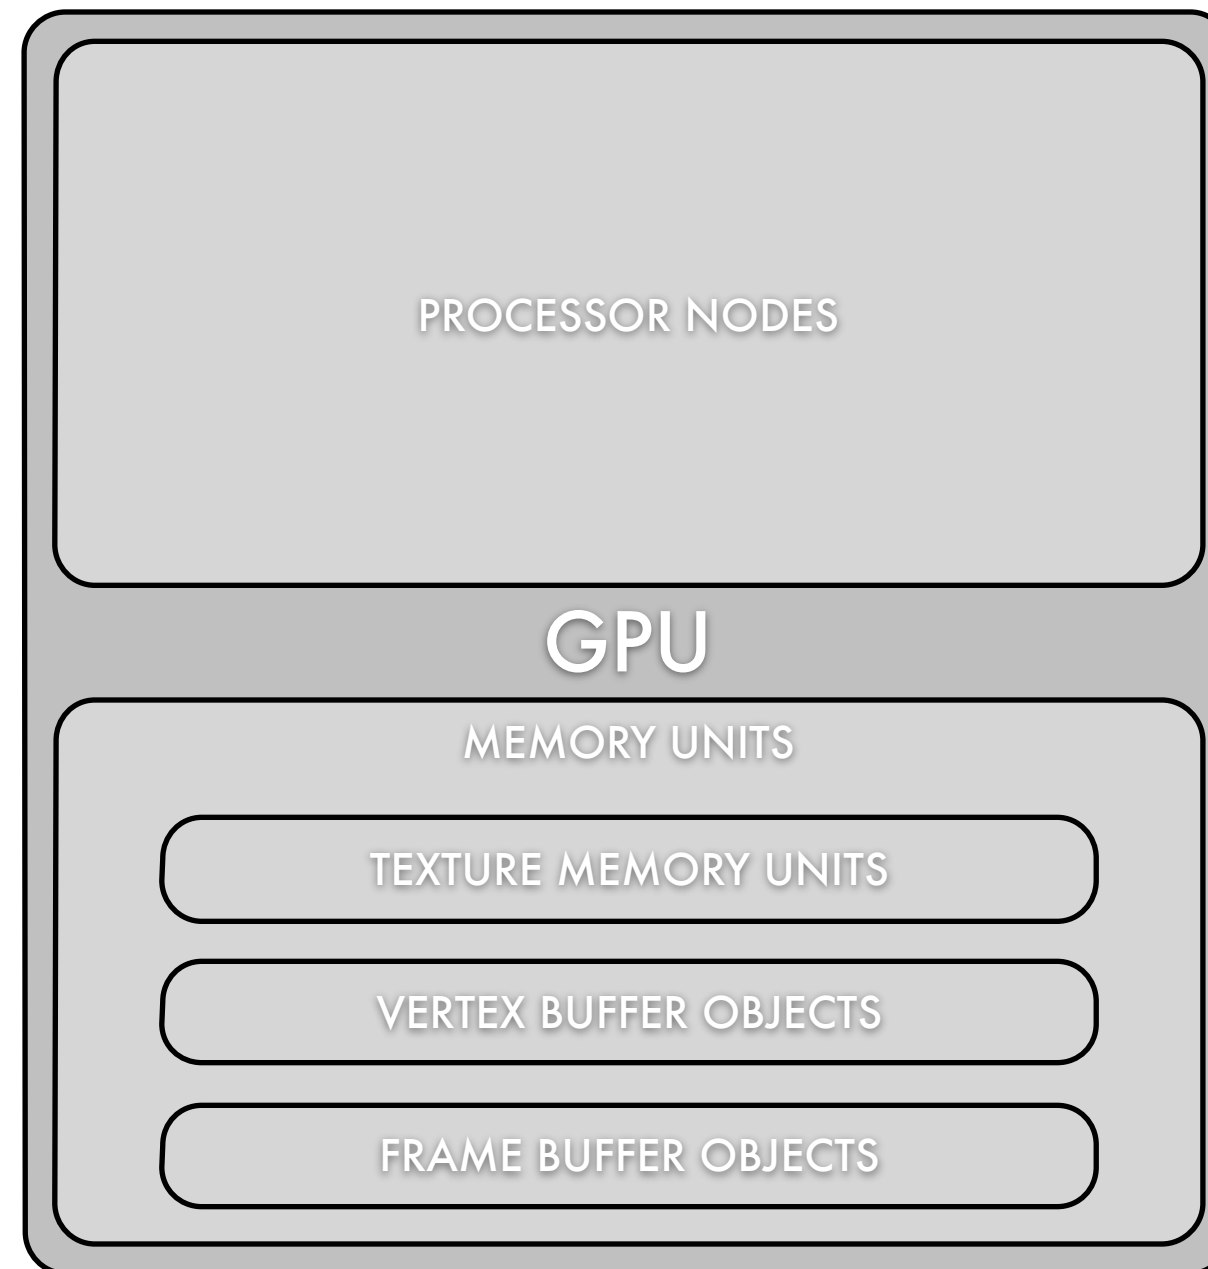 PROCESSOR NODES
GPU
MEMORY UNITS
TEXTURE MEMORY UNITS
VERTEX BUFFER OBJECTS
FRAME BUFFER OBJECTS